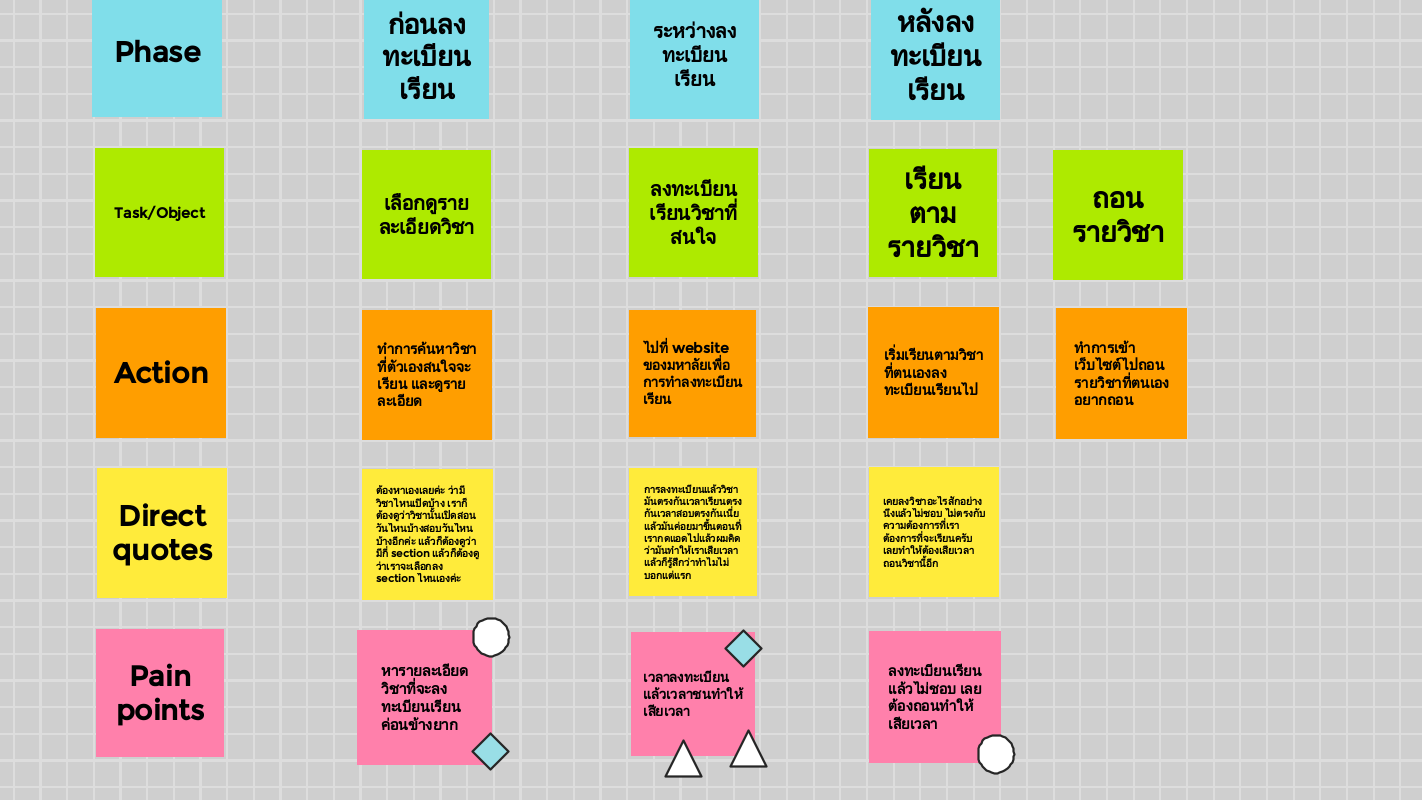 Phase
ก่อนลง
ทะเบียน
เรียน
ระหว่างลง
ทะเบียน
เรียน
หลังลง
ทะเบียน
เรียน
Task/Object
เลือกดูราย
ละเอียดวิชา
ลงทะเบียน
เรียนวิชาที่
สนใจ
เรียน
ตาม
รายวิชา
ถอน
รายวิชา
Action
ทำการค้นหาวิชา
ที่ตัวเองสนใจจะ
เรียน และดูราย
ละเอียด
ไปที่ website
ของมหาลัยเพื่อ
การทำลงทะเบียน
เรียน
เริ่มเรียนตามวิชา
ที่ตนเองลง
ทะเบียนเรียนไป
ทำการเข้า
เว็บไซต์ไปถอน
รายวิชาที่ตนเอง
อยากถอน
Direct
quotes
ต้องหาเองเลยค่ะ ว่ามี
วิชาไหนเปิดบ้าง เราก็
ต้องดูว่าวิชานั้นเปิดสอน
วันไหนบ้างสอบวันไหน
บ้างอีกค่ะ แล้วก็ต้องดูว่า
มีกี่ section แล้วก็ต้องดู
ว่าเราจะเลือกลง
section ไหนเองค่ะ
การลงทะเบียนแล้ววิชา
มันตรงกันเวลาเรียนตรง
กันเวลาสอบตรงกันเนี่ย
แล้วมันค่อยมาขึ้นตอนที่
เรากดแอดไปแล้วผมคิด
ว่ามันทำให้เราเสียเวลา
แล้วก็รู้สึกว่าทำไมไม่
บอกแต่แรก
เคยลงวิชาอะไรสักอย่าง
นึงแล้วไม่ชอบ ไม่ตรงกับ
ความต้องการที่เรา
ต้องการที่จะเรียนครับ
เลยทำให้ต้องเสียเวลา
ถอนวิชานี้อีก
Pain
points
หารายละเอียด
วิชาที่จะลง
ทะเบียนเรียน
ค่อนข้างยาก
เวลาลงทะเบียน
แล้วเวลาชนทำให้
เสียเวลา
ลงทะเบียนเรียน
แล้วไม่ชอบ เลย
ต้องถอนทำให้
เสียเวลา